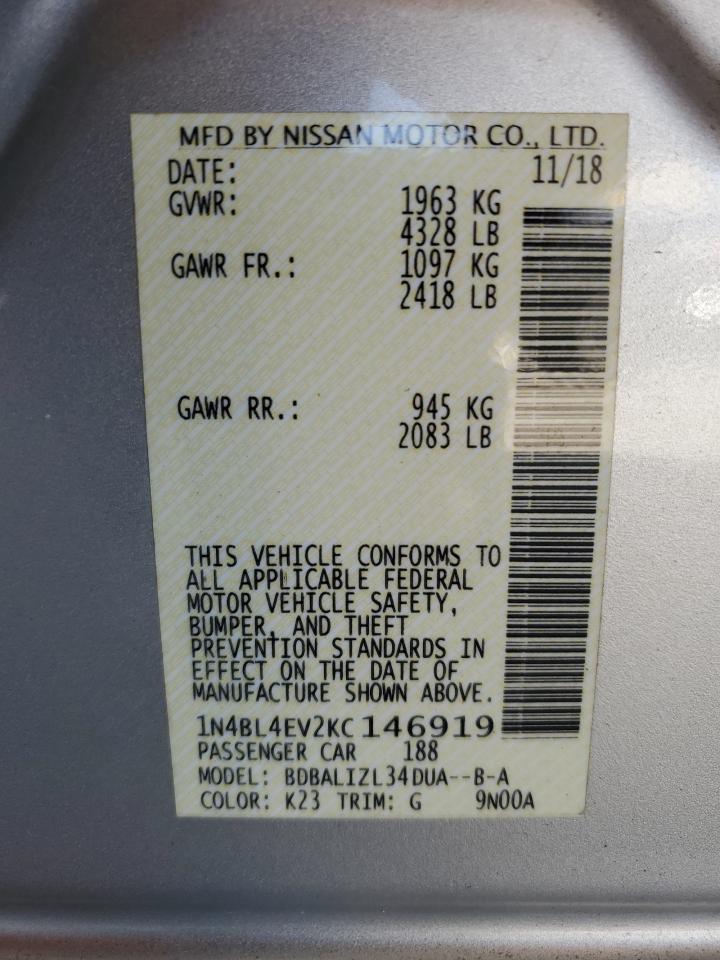 MFD BY NISSAN MOTOR CO., LTD.
DATE: 11/18
GVWR: 1963 KG
4328 LB
GAWR FR.: 1097 KG
2418 LB
GAWR RR.: 945 KG
2083 LB
THIS VEHICLE CONFORMS TO
ALL APPLICABLE FEDERAL
MOTOR VEHICLE SAFETY,
BUMPER, AND THEFT
PREVENTION STANDARDS IN
EFFECT ON THE DATE OF
MANUFACTURE SHOWN ABOVE.
1N4BL4EV2KC146919
PASSENGER CAR 188
MODEL: BDBALIZL34DUA--B-A
COLOR: K23 TRIM: G 9N00A